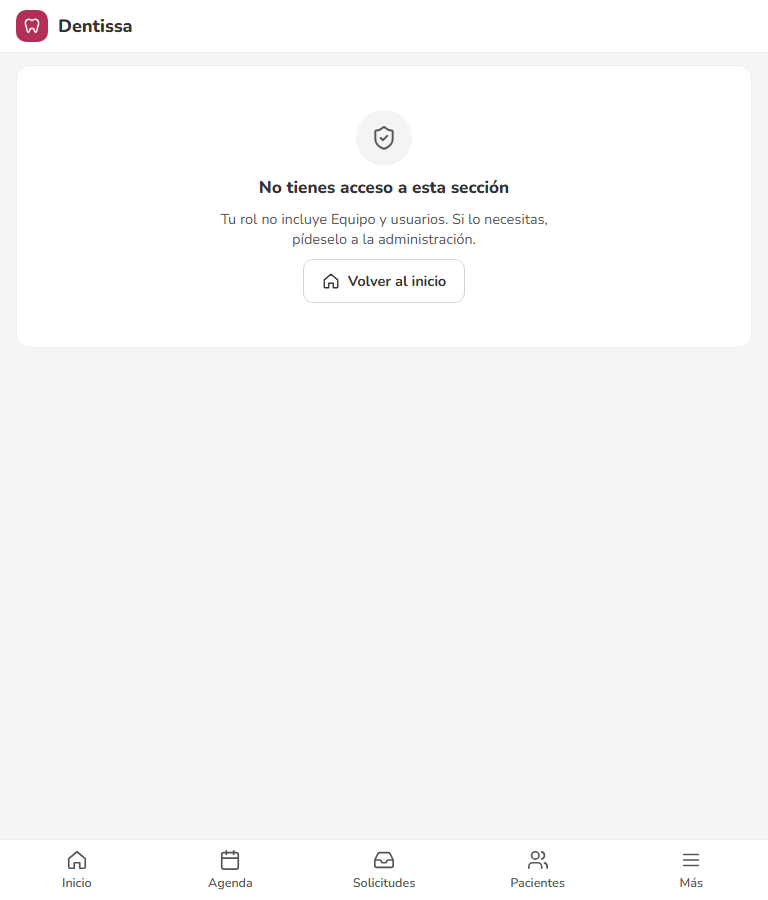 Dentissa
No tienes acceso a esta sección
Tu rol no incluye Equipo y usuarios. Si lo necesitas,
pídeselo a la administración.
Volver al inicio
Inicio
Agenda
Solicitudes
Pacientes
Más